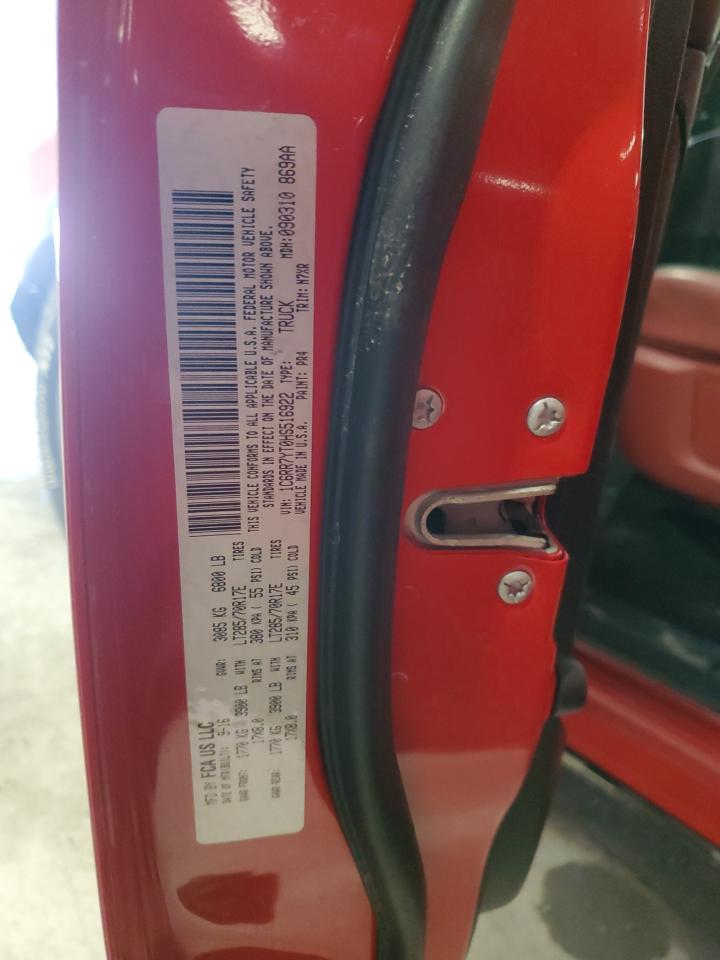 MFD BY FCA US LLC
DATE OF MFR(BUILT): 9-16 GVWR: 3085 KG 6800 LB
GAWR FRONT: 1770 KG 3900 LB WITH LT285/70R17E TIRES
17X8.0 RIMS AT 380 KPA ( 55 PSI) COLD
GAWR REAR: 1770 KG 3900 LB WITH LT285/70R17E TIRES
17X8.0 RIMS AT 310 KPA ( 45 PSI) COLD
THIS VEHICLE CONFORMS TO ALL APPLICABLE U.S.A. FEDERAL MOTOR VEHICLE SAFETY
STANDARDS IN EFFECT ON THE DATE OF MANUFACTURE SHOWN ABOVE.
VIN: 1C6RR7YT0HS516922 TYPE: TRUCK MDH:090310 869AA
VEHICLE MADE IN U.S.A. PAINT: PR4 TRIM: N7XR